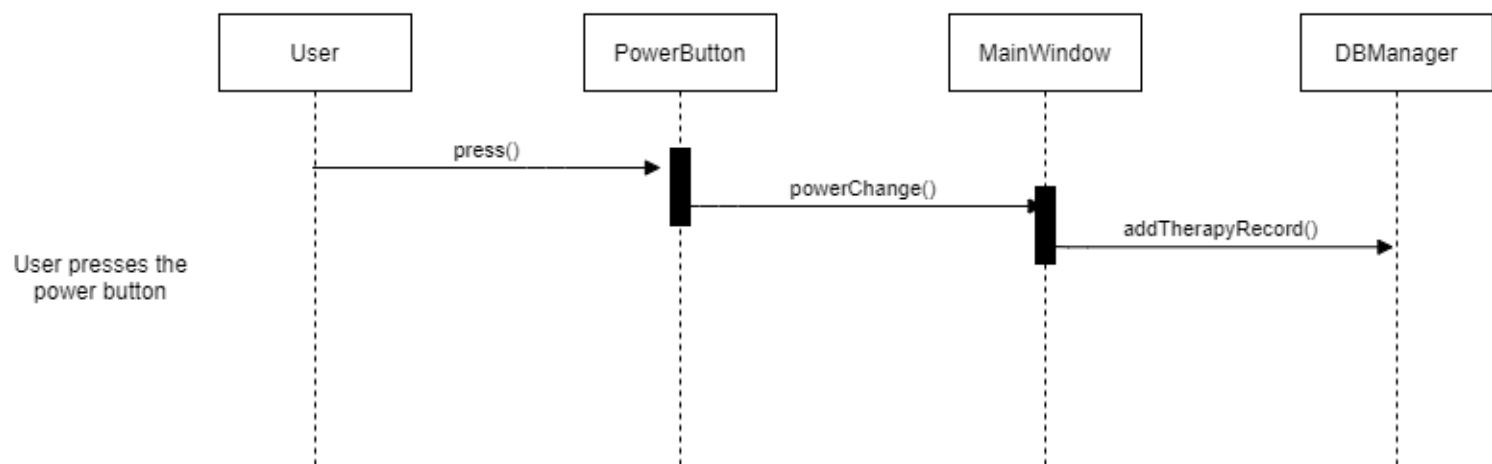 User
PowerButton
MainWindow
DBManager
press()
powerChange()
addTherapyRecord()
User presses the
power button